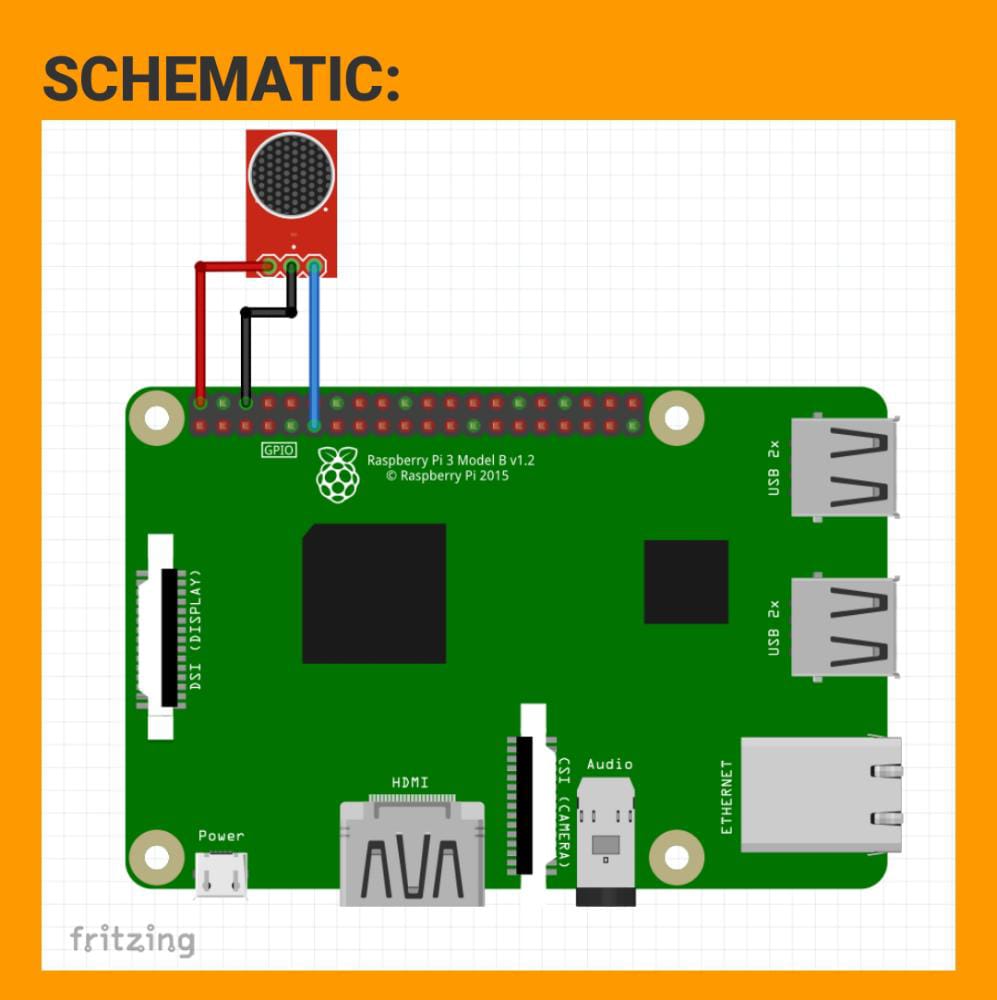 SCHEMATIC:
GPIO
Raspberry Pi 3 Model B v1.2
© Raspberry Pi 2015
USB 2x
DSI (DISPLAY)
USB 2x
HDMI
CSI (CAMERA)
Audio
ETHERNET
Power
fritzing